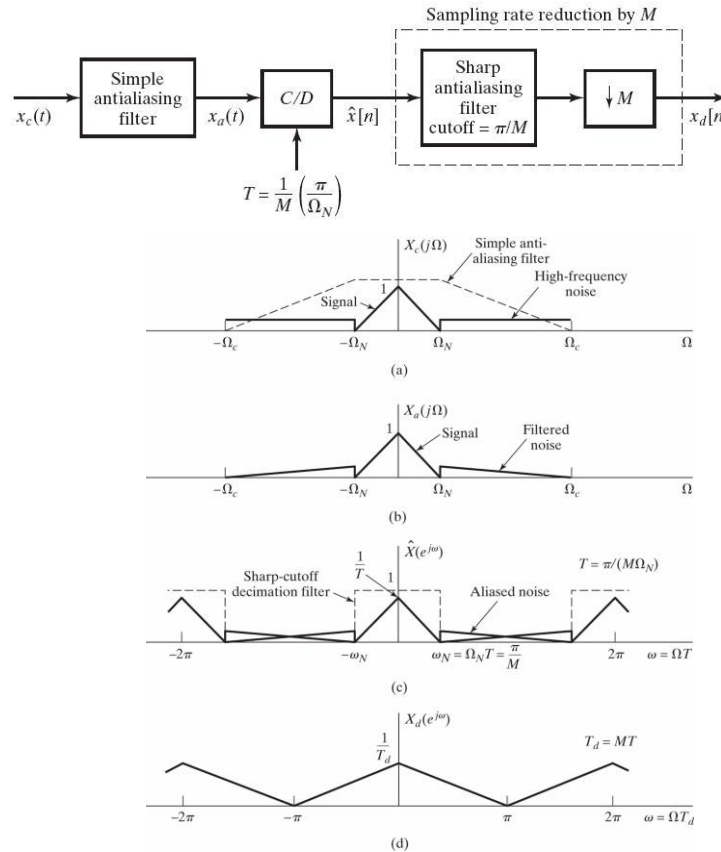 Sampling rate reduction by M
Simple
antialiasing
filter
C/D
Sharp
antialiasing
filter
cutoff = π/M
↓ M
x_c(t)
x_a(t)
x̂[n]
x_d[n
T = 1/M (π/Ω_N)
X_c(jΩ)
Simple anti-
aliasing filter
High-frequency
noise
Signal
1
−Ω_c
−Ω_N
Ω_N
Ω_c
Ω
(a)
X_a(jΩ)
1
Signal
Filtered
noise
−Ω_c
−Ω_N
Ω_N
Ω_c
Ω
(b)
X̂(e^{jω})
T = π/(MΩ_N)
Sharp-cutoff
decimation filter
1/T
1
Aliased noise
−2π
−ω_N
ω_N = Ω_N T = π/M
2π
ω = ΩT
(c)
X_d(e^{jω})
1/T_d
T_d = MT
−2π
−π
π
2π
ω = ΩT_d
(d)